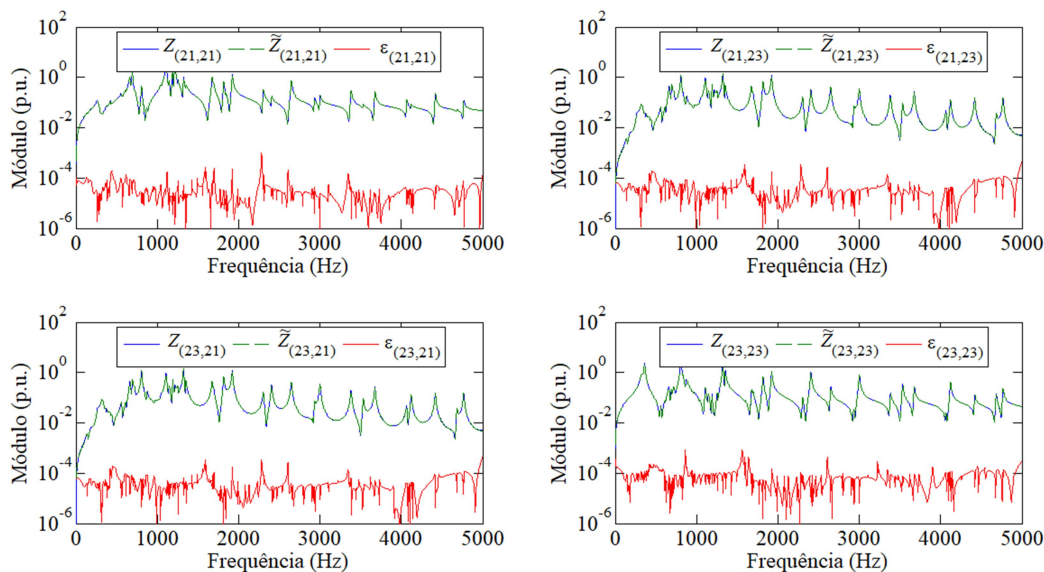 10^2
Z(21,21) Z̃(21,21) ε(21,21)
10^0
10^-2
10^-4
10^-6
Módulo (p.u.)
0 1000 2000 3000 4000 5000
Frequência (Hz)
10^2
Z(21,23) Z̃(21,23) ε(21,23)
10^0
10^-2
10^-4
10^-6
Módulo (p.u.)
0 1000 2000 3000 4000 5000
Frequência (Hz)
10^2
Z(23,21) Z̃(23,21) ε(23,21)
10^0
10^-2
10^-4
10^-6
Módulo (p.u.)
0 1000 2000 3000 4000 5000
Frequência (Hz)
10^2
Z(23,23) Z̃(23,23) ε(23,23)
10^0
10^-2
10^-4
10^-6
Módulo (p.u.)
0 1000 2000 3000 4000 5000
Frequência (Hz)